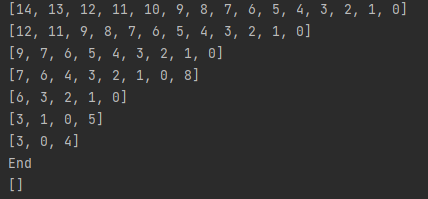 [14, 13, 12, 11, 10, 9, 8, 7, 6, 5, 4, 3, 2, 1, 0]
[12, 11, 9, 8, 7, 6, 5, 4, 3, 2, 1, 0]
[9, 7, 6, 5, 4, 3, 2, 1, 0]
[7, 6, 4, 3, 2, 1, 0, 8]
[6, 3, 2, 1, 0]
[3, 1, 0, 5]
[3, 0, 4]
End
[]